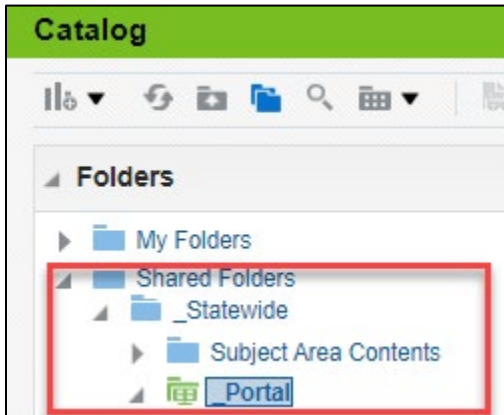 Catalog
Folders
My Folders
Shared Folders
_Statewide
Subject Area Contents
_Portal